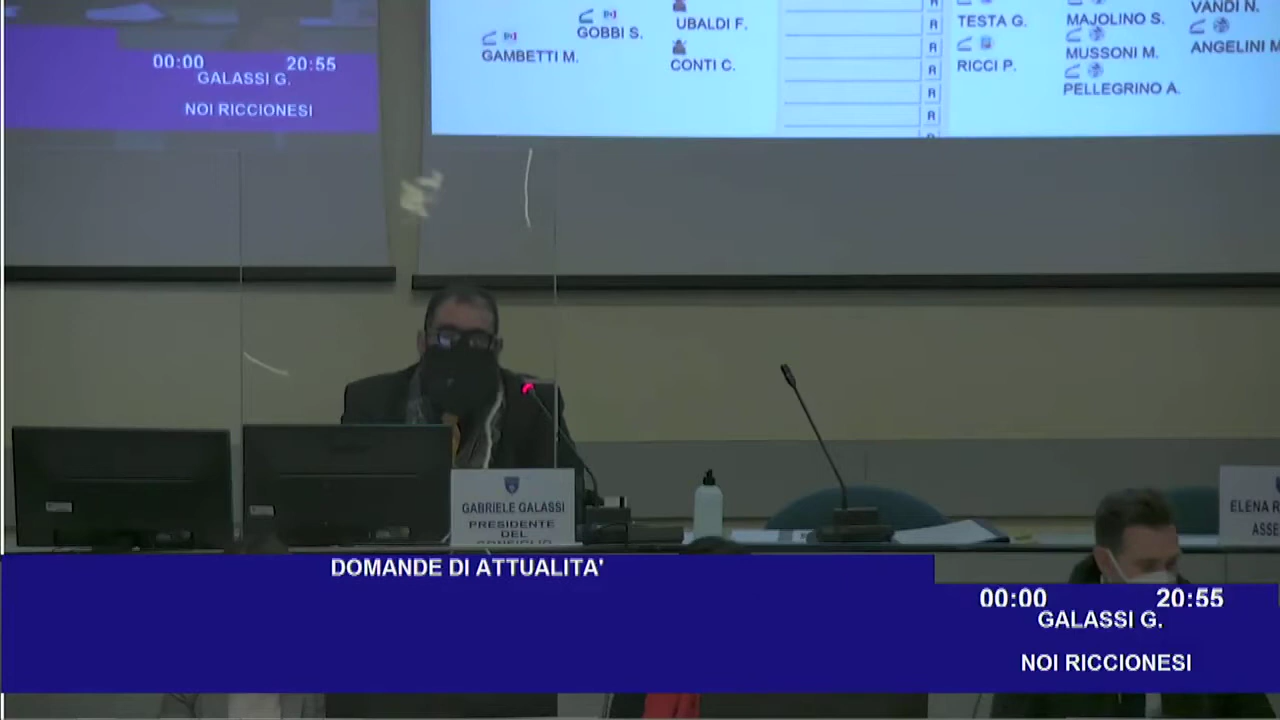 00:00 20:55
GALASSI G.
NOI RICCIONESI
GOBBI S.
GAMBETTI M.
UBALDI F.
CONTI C.
R
R
R
R
R
TESTA G.
RICCI P.
MAJOLINO S.
MUSSONI M.
PELLEGRINO A.
VANDI N.
ANGELINI M
GABRIELE GALASSI
PRESIDENTE
DEL
CONSIGLIO
ELENA R
ASSE
DOMANDE DI ATTUALITA'
00:00 20:55
GALASSI G.
NOI RICCIONESI